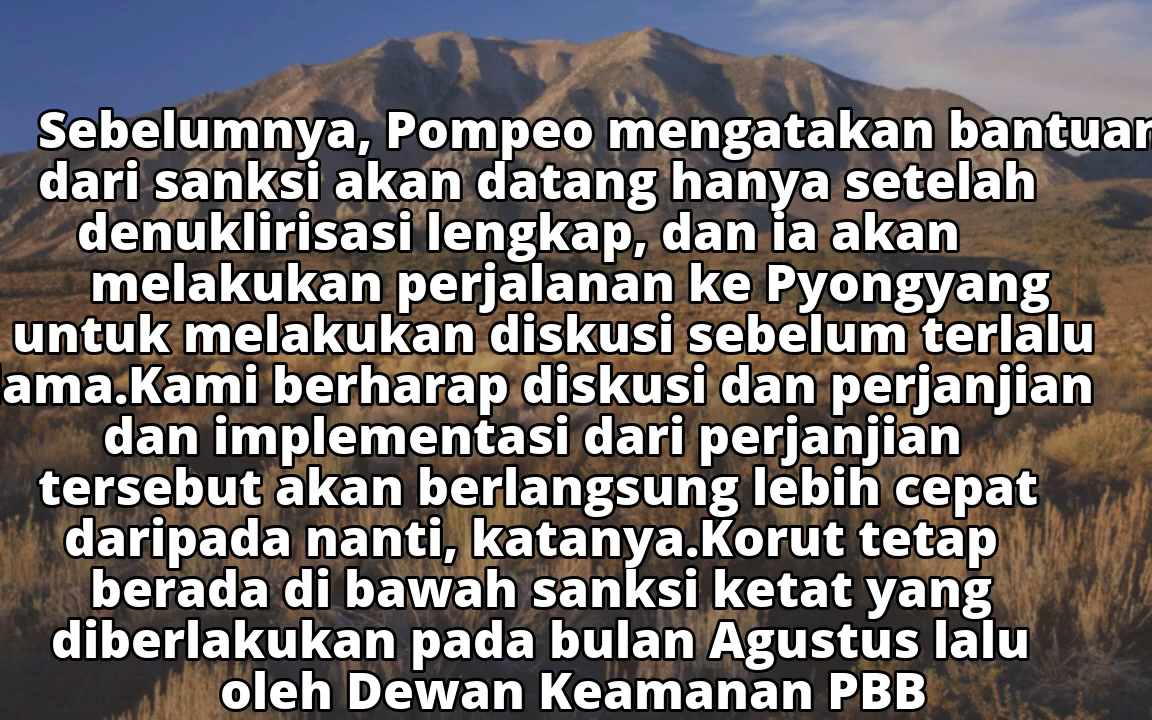 Sebelumnya, Pompeo mengatakan bantuan
dari sanksi akan datang hanya setelah
denuklirisasi lengkap, dan ia akan
melakukan perjalanan ke Pyongyang
untuk melakukan diskusi sebelum terlalu
lama.Kami berharap diskusi dan perjanjian
dan implementasi dari perjanjian
tersebut akan berlangsung lebih cepat
daripada nanti, katanya.Korut tetap
berada di bawah sanksi ketat yang
diberlakukan pada bulan Agustus lalu
oleh Dewan Keamanan PBB